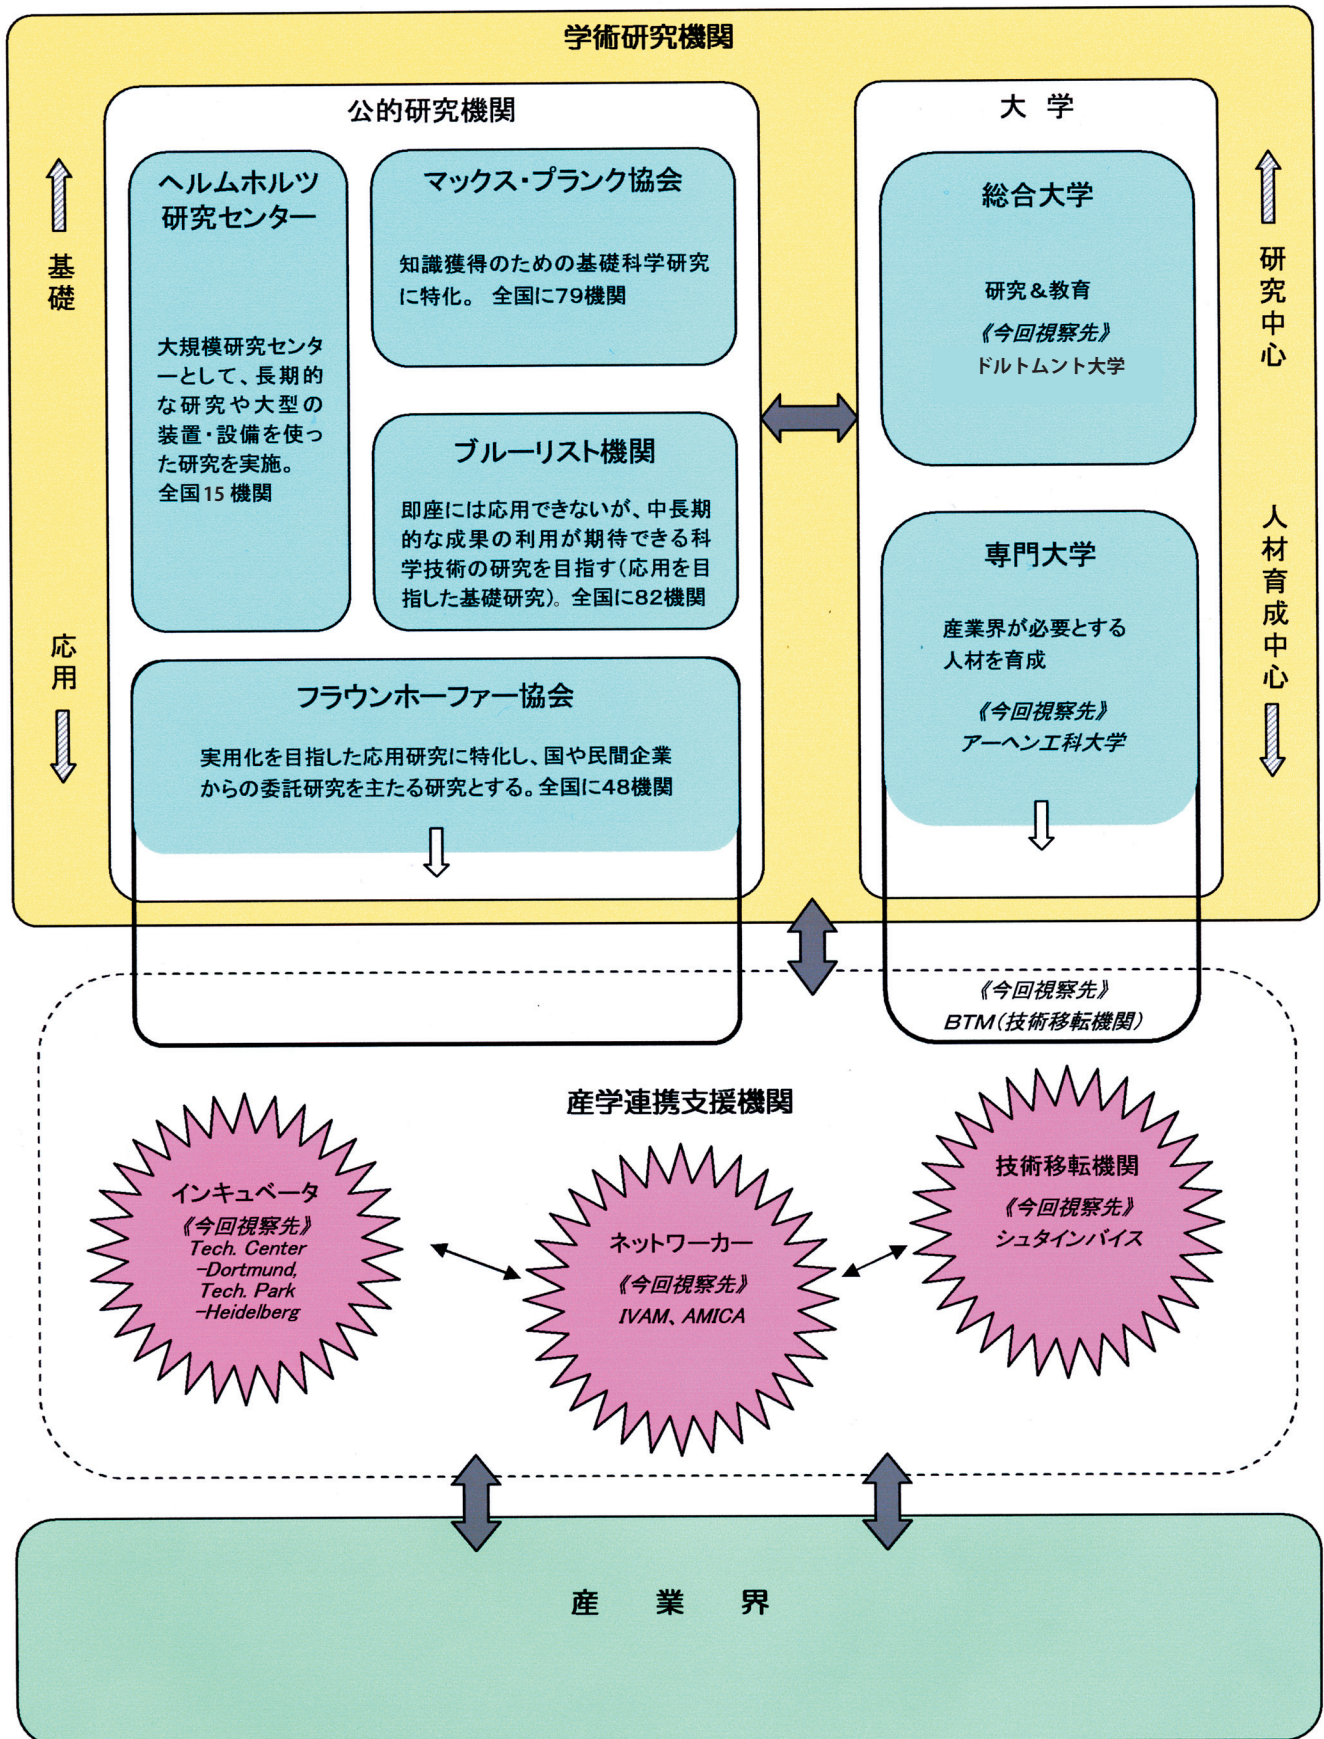 学術研究機関
公的研究機関
ヘルムホルツ
研究センター
大規模研究センタ
ーとして、長期的
な研究や大型の
装置・設備を使っ
た研究を実施。
全国15機関
マックス・プランク協会
知識獲得のための基礎科学研究
に特化。 全国に79機関
ブルーリスト機関
即座には応用できないが、中長期
的な成果の利用が期待できる科
学技術の研究を目指す(応用を目
指した基礎研究)。全国に82機関
フラウンホーファー協会
実用化を目指した応用研究に特化し、国や民間企業
からの委託研究を主たる研究とする。全国に48機関
基礎
応用
大 学
総合大学
研究&教育
《今回視察先》
ドルトムント大学
専門大学
産業界が必要とする
人材を育成
《今回視察先》
アーヘン工科大学
研究中心
人材育成中心
《今回視察先》
BTM(技術移転機関)
産学連携支援機関
インキュベータ
《今回視察先》
Tech. Center
-Dortmund,
Tech. Park
-Heidelberg
ネットワーカー
《今回視察先》
IVAM、AMICA
技術移転機関
《今回視察先》
シュタインバイス
産 業 界